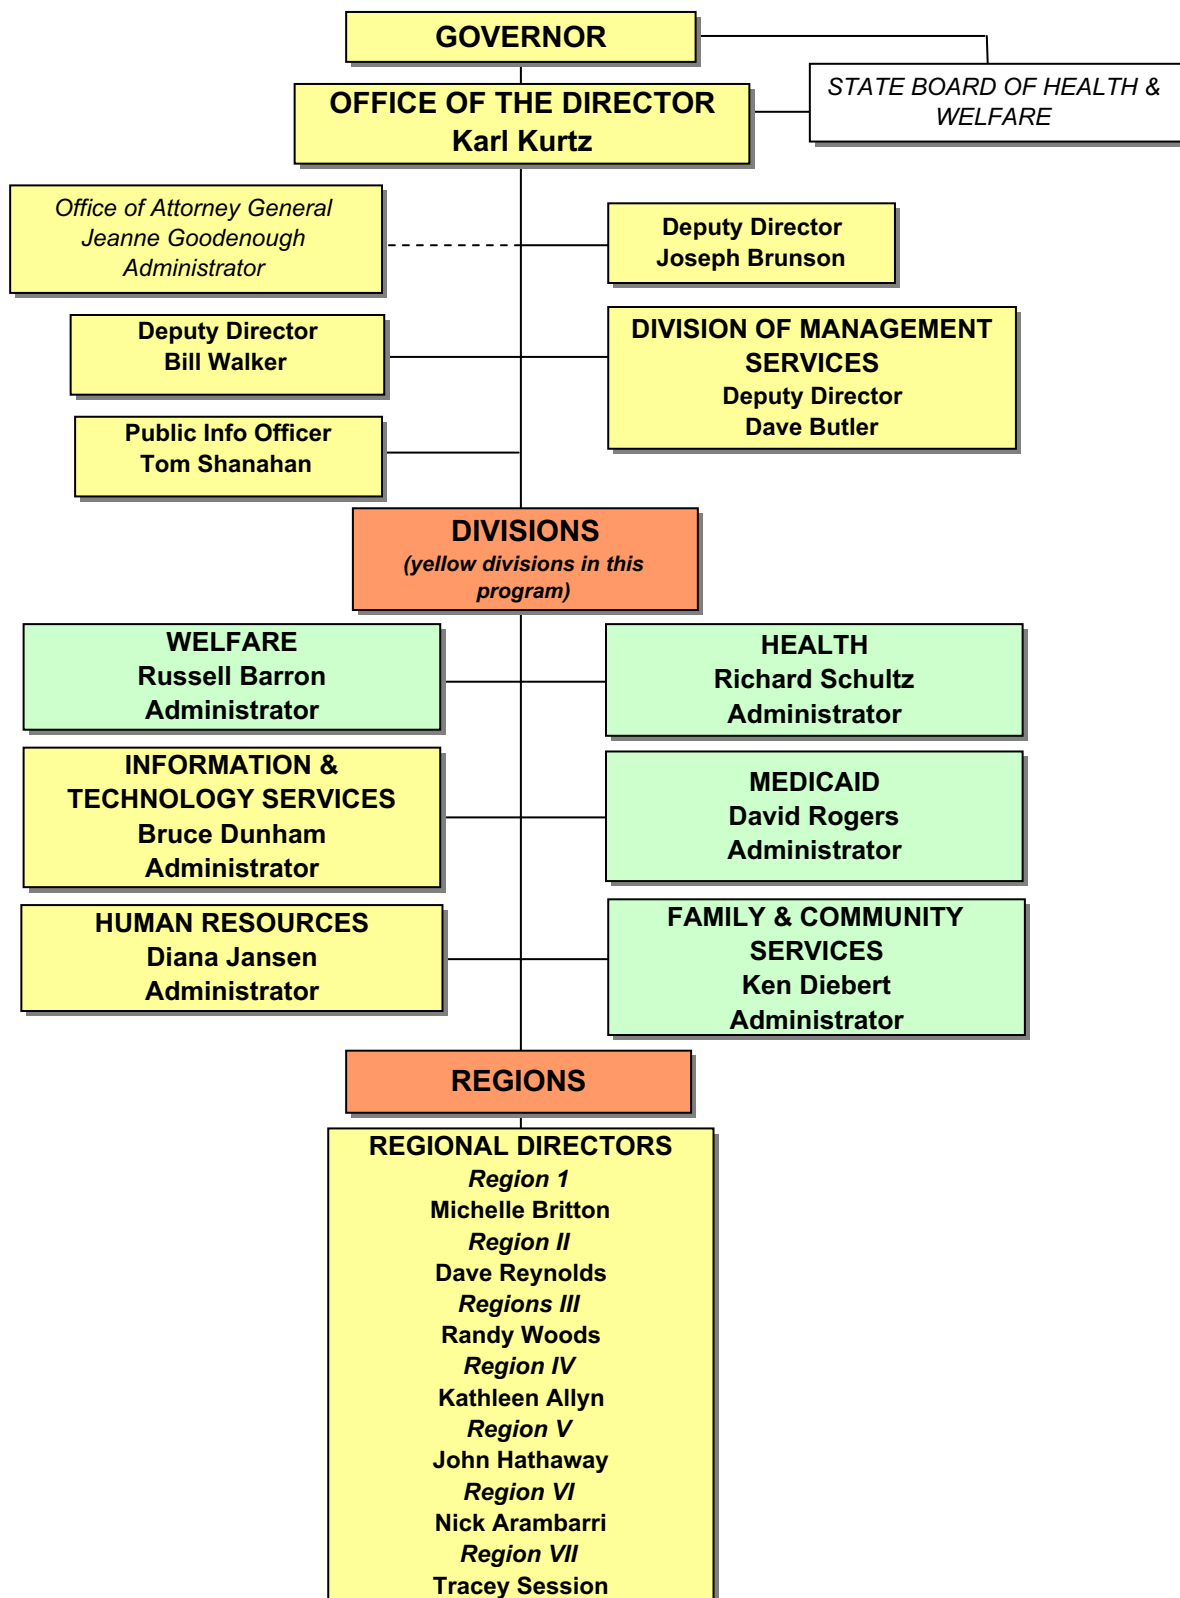 GOVERNOR
OFFICE OF THE DIRECTOR
Karl Kurtz
STATE BOARD OF HEALTH &
WELFARE
Office of Attorney General
Jeanne Goodenough
Administrator
Deputy Director
Joseph Brunson
Deputy Director
Bill Walker
DIVISION OF MANAGEMENT
SERVICES
Deputy Director
Dave Butler
Public Info Officer
Tom Shanahan
DIVISIONS
(yellow divisions in this
program)
WELFARE
Russell Barron
Administrator
HEALTH
Richard Schultz
Administrator
INFORMATION &
TECHNOLOGY SERVICES
Bruce Dunham
Administrator
MEDICAID
David Rogers
Administrator
HUMAN RESOURCES
Diana Jansen
Administrator
FAMILY & COMMUNITY
SERVICES
Ken Diebert
Administrator
REGIONS
REGIONAL DIRECTORS
Region 1
Michelle Britton
Region II
Dave Reynolds
Regions III
Randy Woods
Region IV
Kathleen Allyn
Region V
John Hathaway
Region VI
Nick Arambarri
Region VII
Tracey Session